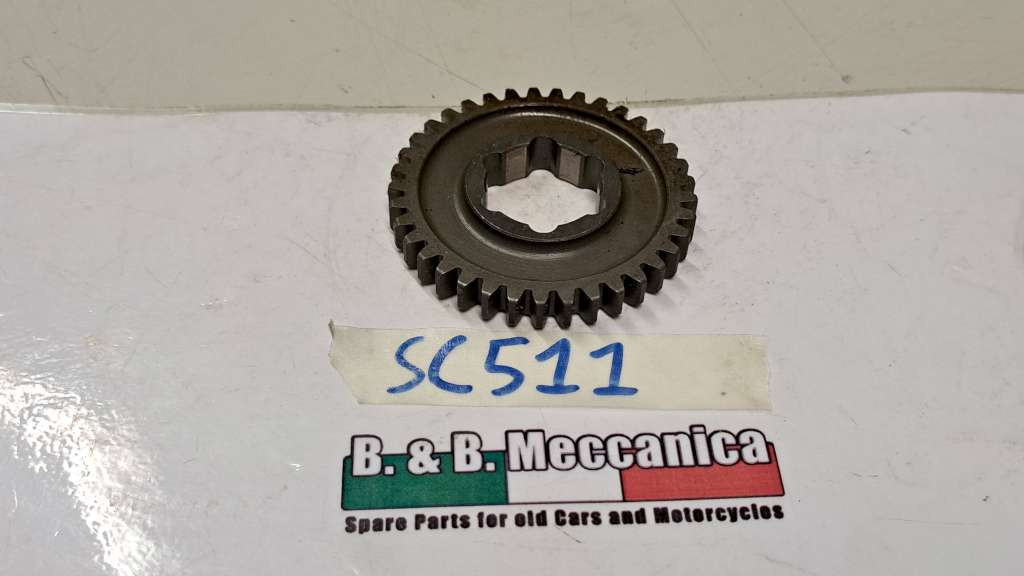 SC511
B. & B. Meccanica
Spare Parts for old Cars and Motorcycles